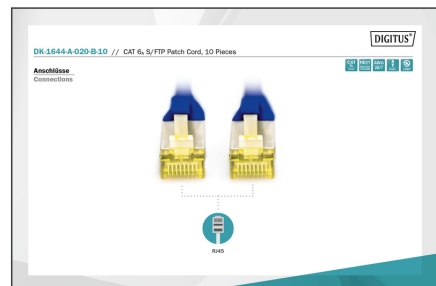 DIGITUS®
DK-1644-A-020-B-10 // CAT 6A S/FTP Patch Cord, 10 Pieces
Anschlüsse
Connections
RJ45